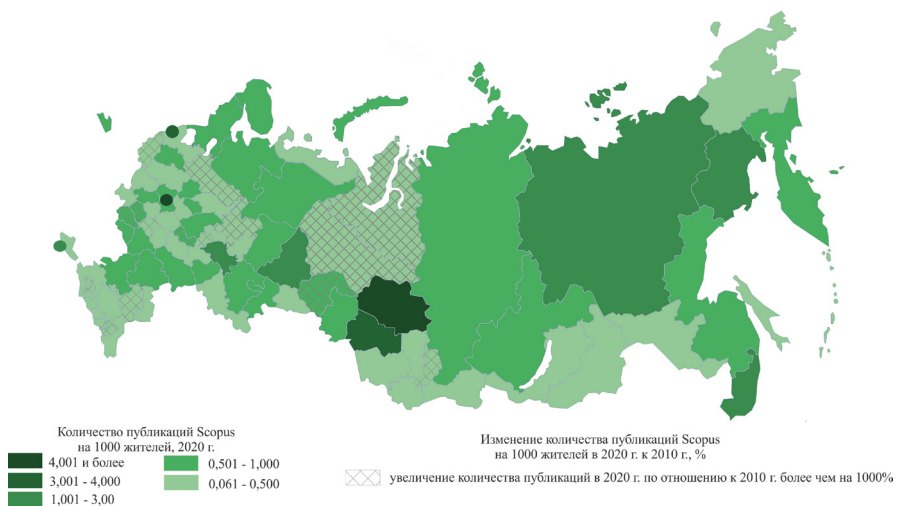 Количество публикаций Scopus
на 1000 жителей, 2020 г.
4,001 и более
3,001 - 4,000
1,001 - 3,00
0,501 - 1,000
0,061 - 0,500
Изменение количества публикаций Scopus
на 1000 жителей в 2020 г. к 2010 г., %
увеличение количества публикаций в 2020 г. по отношению к 2010 г. более чем на 1000%